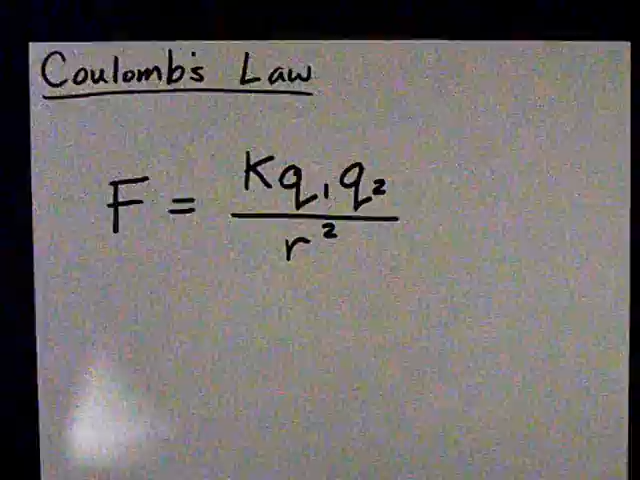 Coulomb's Law
F = Kq₁q₂ / r²